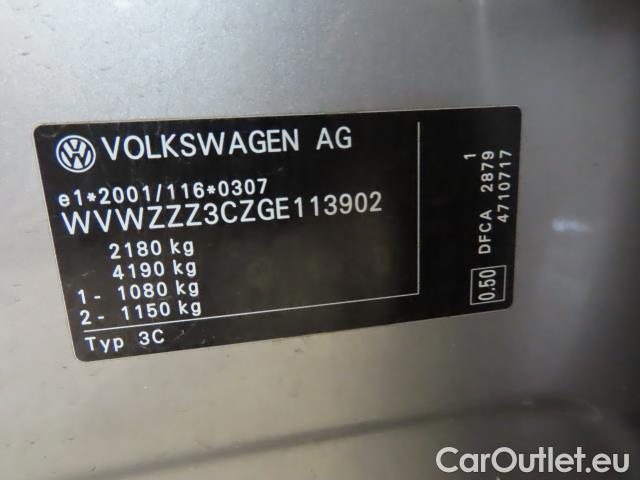 VOLKSWAGEN AG
e1*2001/116*0307
WVWZZZ3CZGE113902
2180 kg
4190 kg
1 - 1080 kg
2 - 1150 kg
Typ 3C
0.50 DFCA 2879 1
4710717
CarOutlet.eu